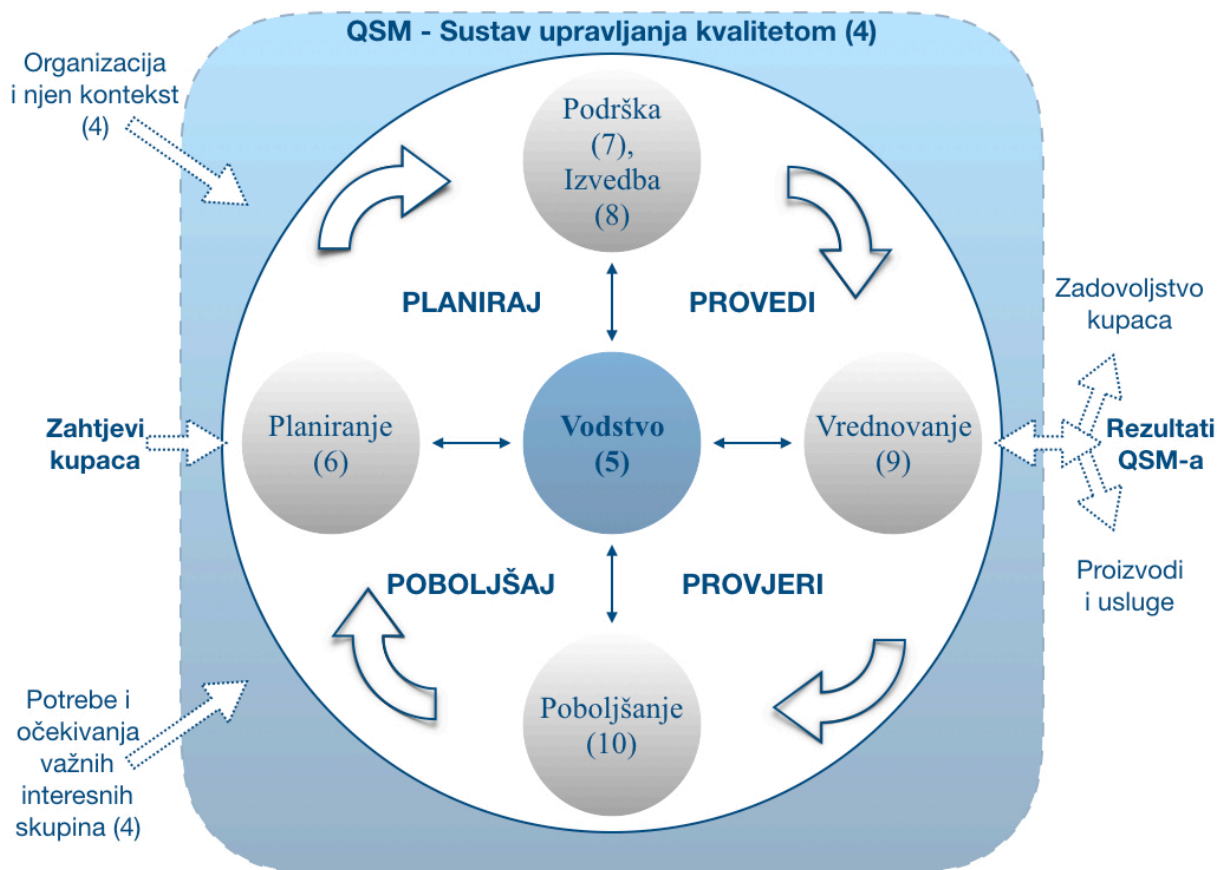 QSM - Sustav upravljanja kvalitetom (4)
Organizacija
i njen kontekst
(4)
Podrška
(7),
Izvedba
(8)
PLANIRAJ
PROVEDI
Zadovoljstvo
kupaca
Zahtjevi
kupaca
Planiranje
(6)
Vodstvo
(5)
Vrednovanje
(9)
Rezultati
QSM-a
POBOLJŠAJ
PROVJERI
Proizvodi
i usluge
Potrebe i
očekivanja
važnih
interesnih
skupina (4)
Poboljšanje
(10)